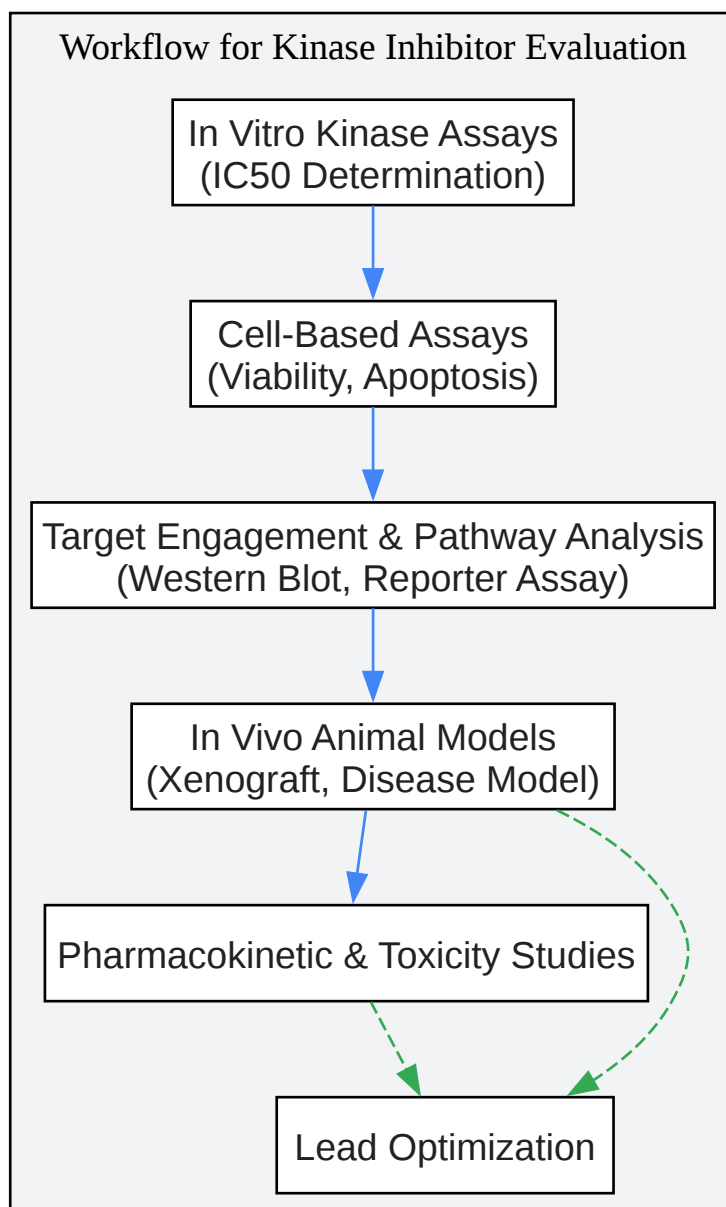 Workflow for Kinase Inhibitor Evaluation
In Vitro Kinase Assays
(IC50 Determination)
Cell-Based Assays
(Viability, Apoptosis)
Target Engagement & Pathway Analysis
(Western Blot, Reporter Assay)
In Vivo Animal Models
(Xenograft, Disease Model)
Pharmacokinetic & Toxicity Studies
Lead Optimization